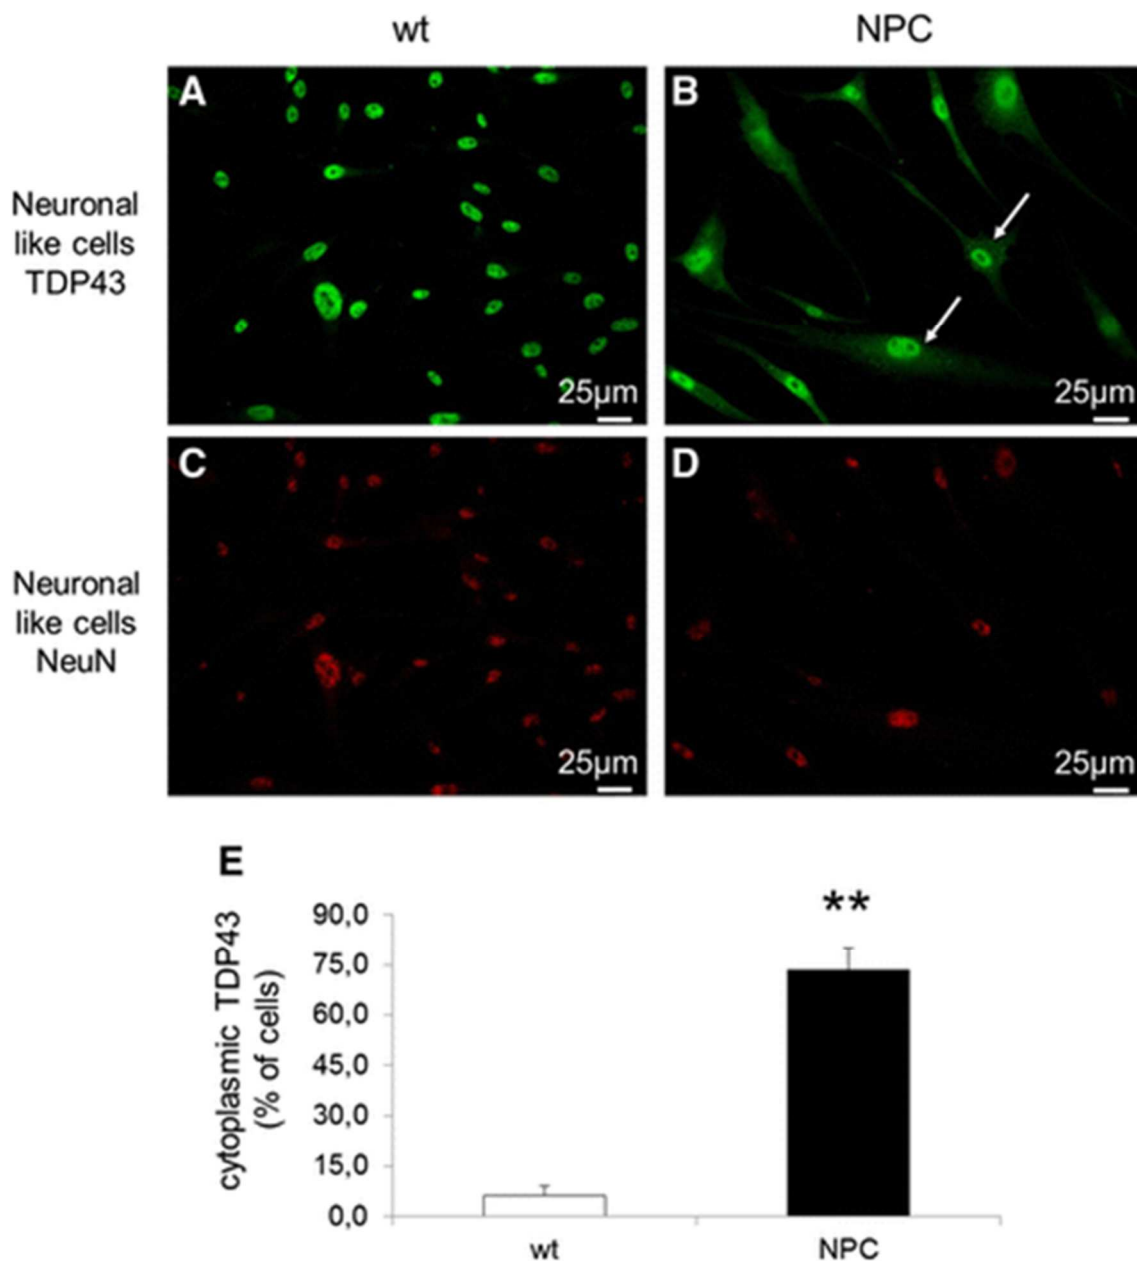 wt
NPC
Neuronal
like cells
TDP43
A
25µm
B
25µm
Neuronal
like cells
NeuN
C
25µm
D
25µm
E
cytoplasmic TDP43
(% of cells)
90,0
75,0
60,0
45,0
30,0
15,0
0,0
**
wt
NPC